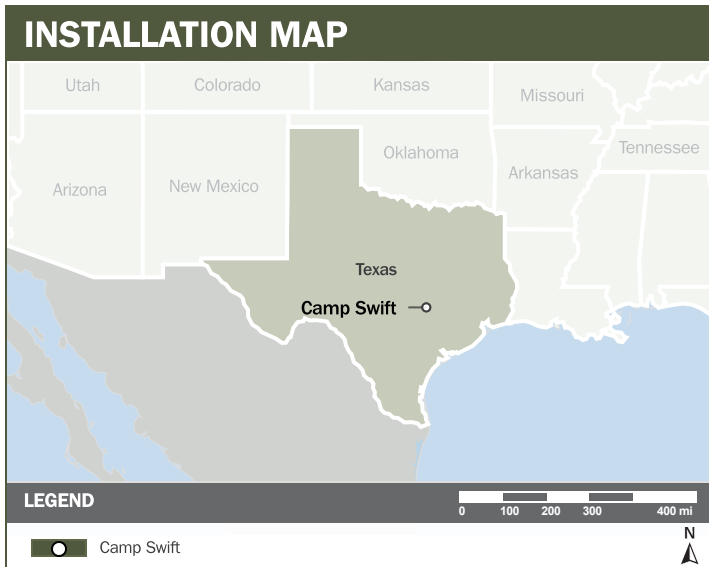 INSTALLATION MAP
Utah
Colorado
Kansas
Missouri
Arizona
New Mexico
Oklahoma
Arkansas
Tennessee
Texas
Camp Swift
LEGEND
0 100 200 300 400 mi
Camp Swift
N